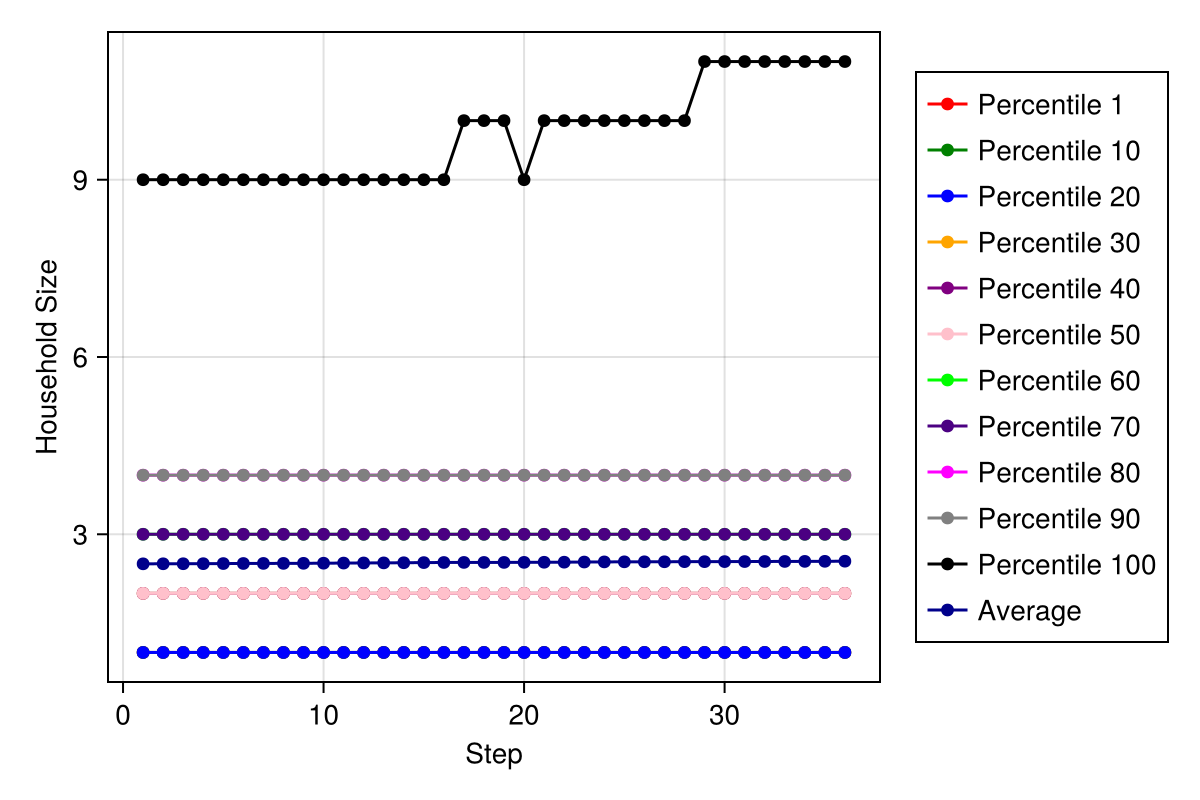 9
6
3
Household Size
0 10 20 30
Step
Percentile 1
Percentile 10
Percentile 20
Percentile 30
Percentile 40
Percentile 50
Percentile 60
Percentile 70
Percentile 80
Percentile 90
Percentile 100
Average